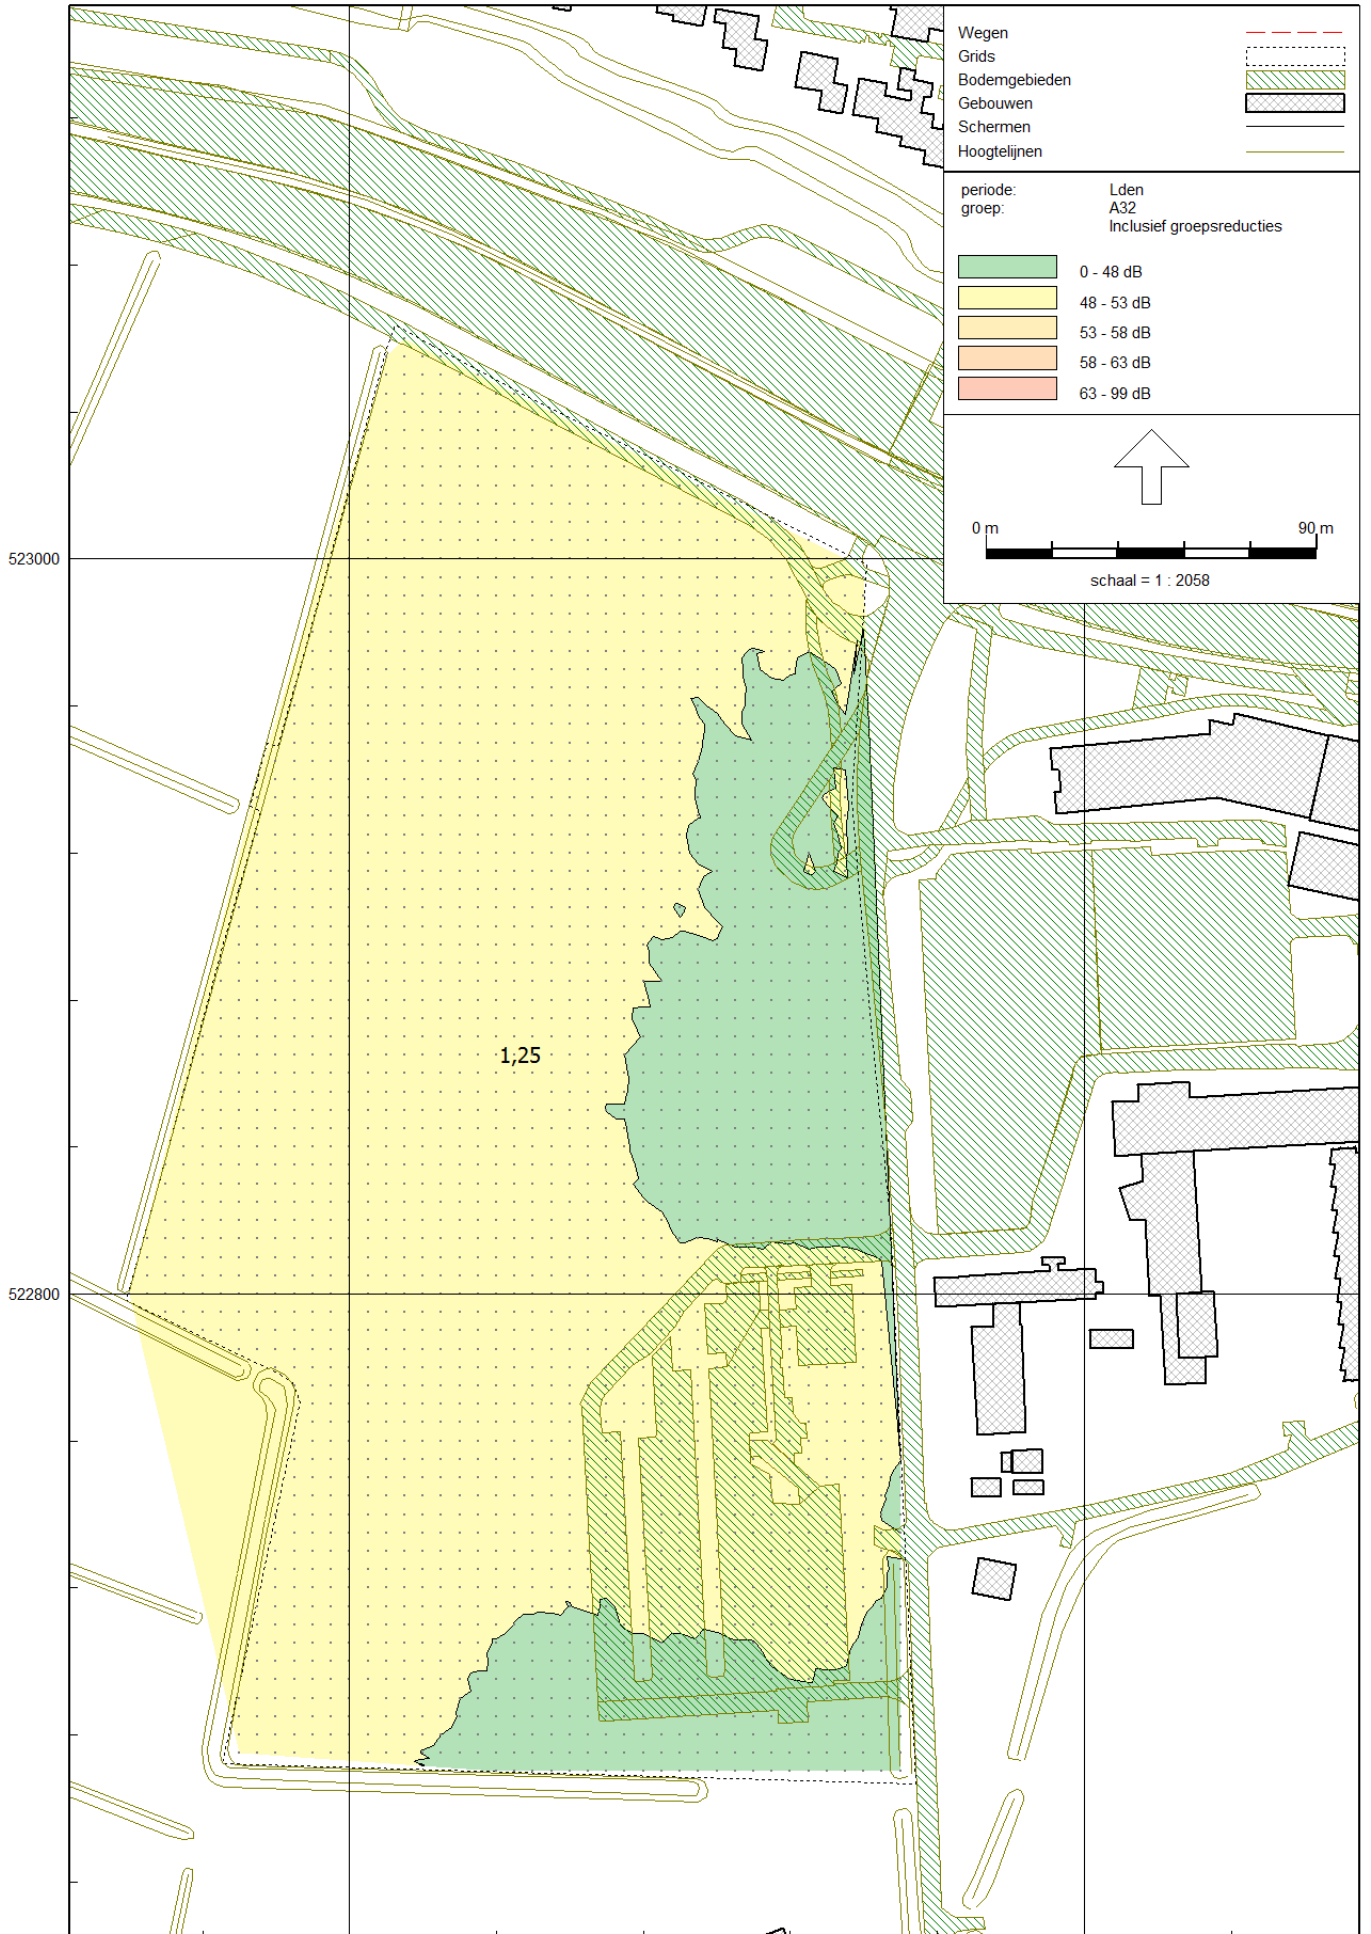 Wegen
Grids
Bodemgebieden
Gebouwen
Schermen
Hoogtelijnen
periode: Lden
groep: A32
Inclusief groepsreducties
0 - 48 dB
48 - 53 dB
53 - 58 dB
58 - 63 dB
63 - 99 dB
0 m 90 m
schaal = 1 : 2058
523000
1,25
522800